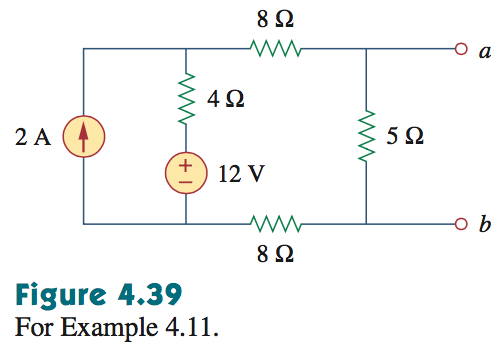 8 Ω
a
4 Ω
2 A
5 Ω
+
12 V
−
b
8 Ω
Figure 4.39
For Example 4.11.